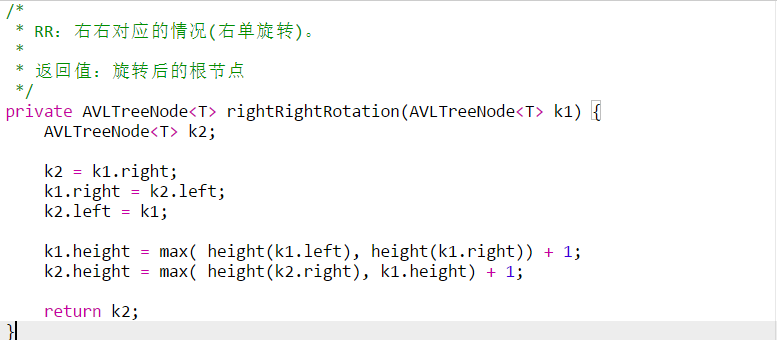 /*
 * RR：右右对应的情况(右单旋转)。
 *
 * 返回值：旋转后的根节点
 */
private AVLTreeNode<T> rightRightRotation(AVLTreeNode<T> k1) {
    AVLTreeNode<T> k2;

    k2 = k1.right;
    k1.right = k2.left;
    k2.left = k1;

    k1.height = max( height(k1.left), height(k1.right)) + 1;
    k2.height = max( height(k2.right), k1.height) + 1;

    return k2;
}